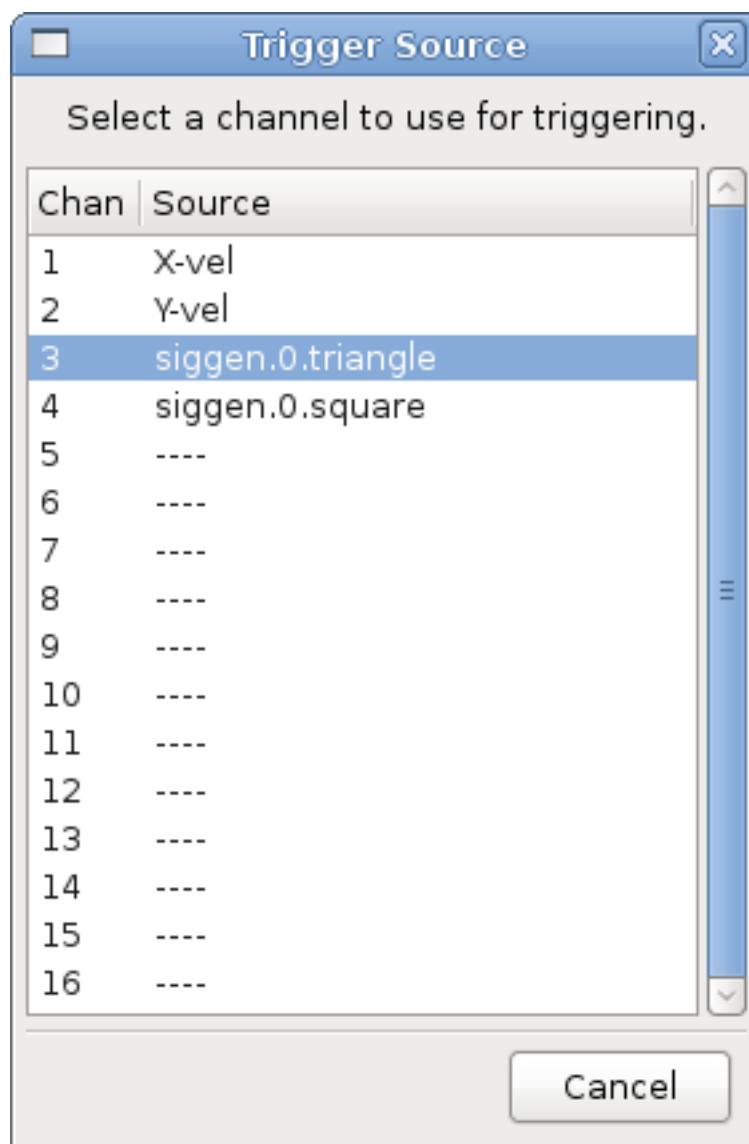 Trigger Source
Select a channel to use for triggering.
Chan Source
1 X-vel
2 Y-vel
3 siggen.0.triangle
4 siggen.0.square
5 ----
6 ----
7 ----
8 ----
9 ----
10 ----
11 ----
12 ----
13 ----
14 ----
15 ----
16 ----
Cancel